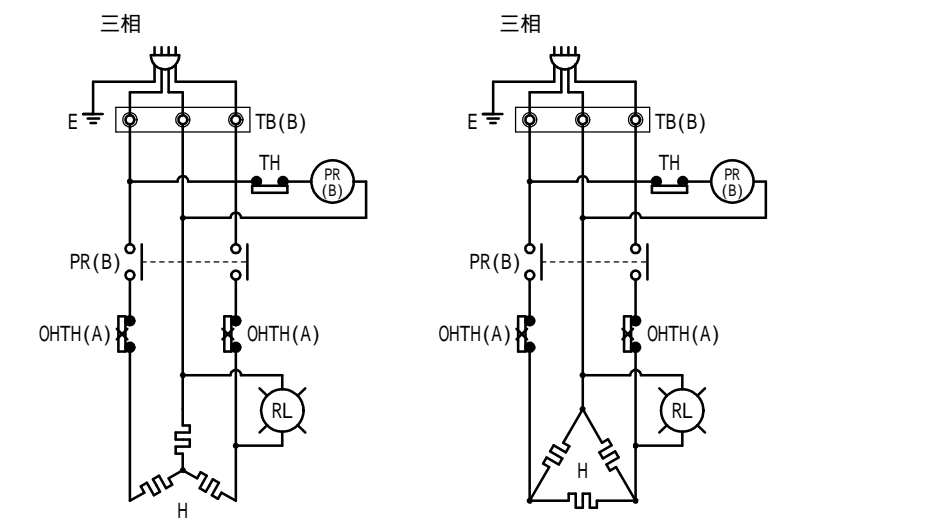 三相
E
TB(B)
TH
PR
(B)
PR(B)
OHTH(A)
OHTH(A)
RL
H
三相
E
TB(B)
TH
PR
(B)
PR(B)
OHTH(A)
OHTH(A)
RL
H